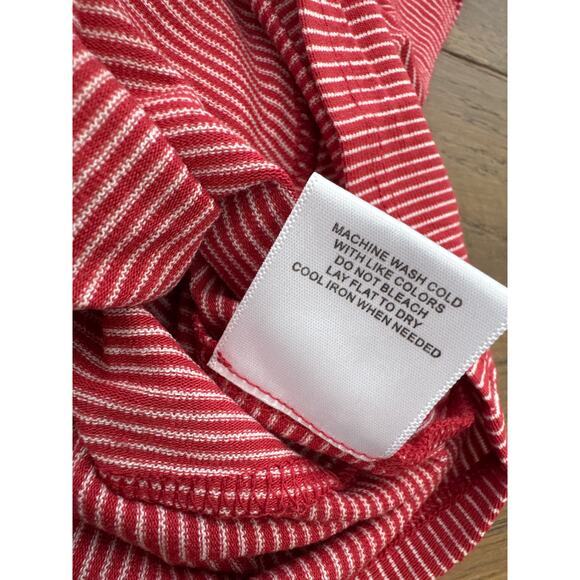 MACHINE WASH COLD
WITH LIKE COLORS
DO NOT BLEACH
LAY FLAT TO DRY
COOL IRON WHEN NEEDED